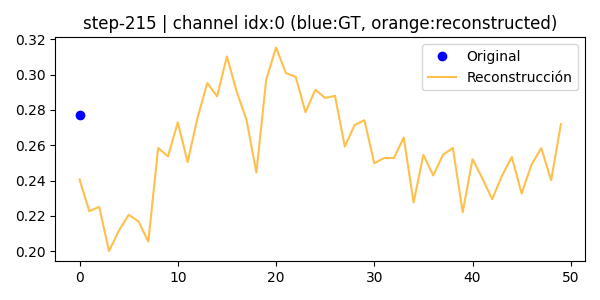 step-215 | channel idx:0 (blue:GT, orange:reconstructed)
0.32
0.30
0.28
0.26
0.24
0.22
0.20
Original
Reconstrucción
0 10 20 30 40 50